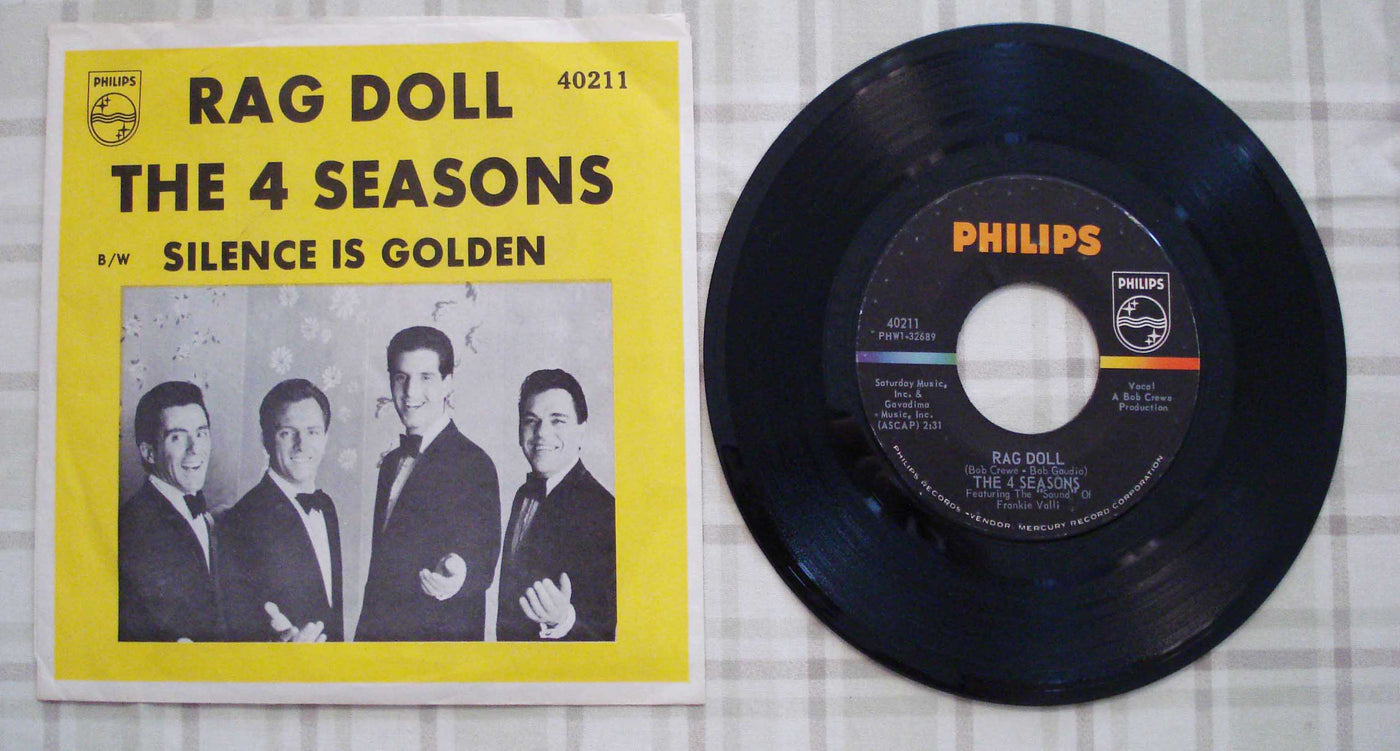 PHILIPS
RAG DOLL
40211
THE 4 SEASONS
B/W SILENCE IS GOLDEN
PHILIPS
PHILIPS
40211
PHW1-32689
Saturday Music,
Inc. &
Gavadima
Music, Inc.
(ASCAP) 2:31
Vocal
A Bob Crewe
Production
RAG DOLL
(Bob Crewe - Bob Gaudio)
THE 4 SEASONS
Featuring The "Sound" Of
Frankie Valli
PHILIPS RECORDS • VENDOR MERCURY RECORD CORPORATION